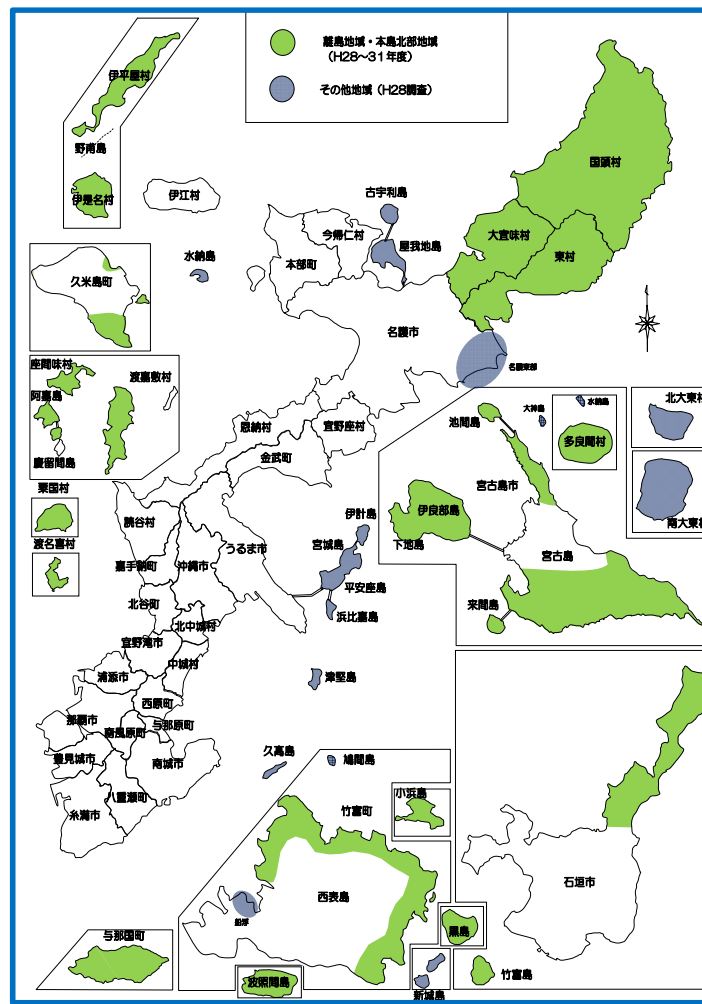 離島地域・本島北部地域
（H28～31年度）
その他地域（H28調査）
伊平屋村
野甫島
伊是名村
伊江村
国頭村
古宇利島
大宜味村
今帰仁村
屋我地島
東村
水納島
本部町
久米島町
名護市
名護東部
座間味村
渡嘉敷村
阿嘉島
慶留間島
北大東村
水納島
大神島
池間島
多良間村
恩納村
宜野座村
金武町
宮古島市
粟国村
伊良部島
南大東村
読谷村
伊計島
下地島
渡名喜村
うるま市
宮城島
宮古島
嘉手納町
沖縄市
平安座島
北谷町
浜比嘉島
来間島
北中城村
宜野湾市
中城村
浦添市
津堅島
西原町
那覇市
与那原町
南風原町
久高島
豊見城市
南城市
鳩間島
八重瀬町
小浜島
竹富町
糸満市
石垣市
西表島
船浮
黒島
与那国町
竹富島
波照間島
新城島